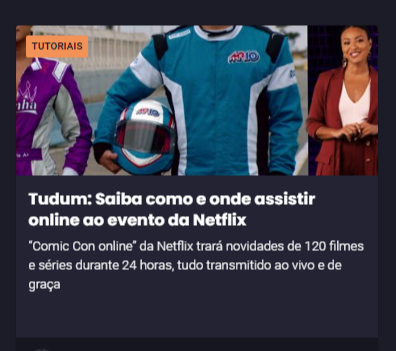 TUTORIAIS
Tudum: Saiba como e onde assistir
online ao evento da Netflix
“Comic Con online” da Netflix trará novidades de 120 filmes
e séries durante 24 horas, tudo transmitido ao vivo e de
graça